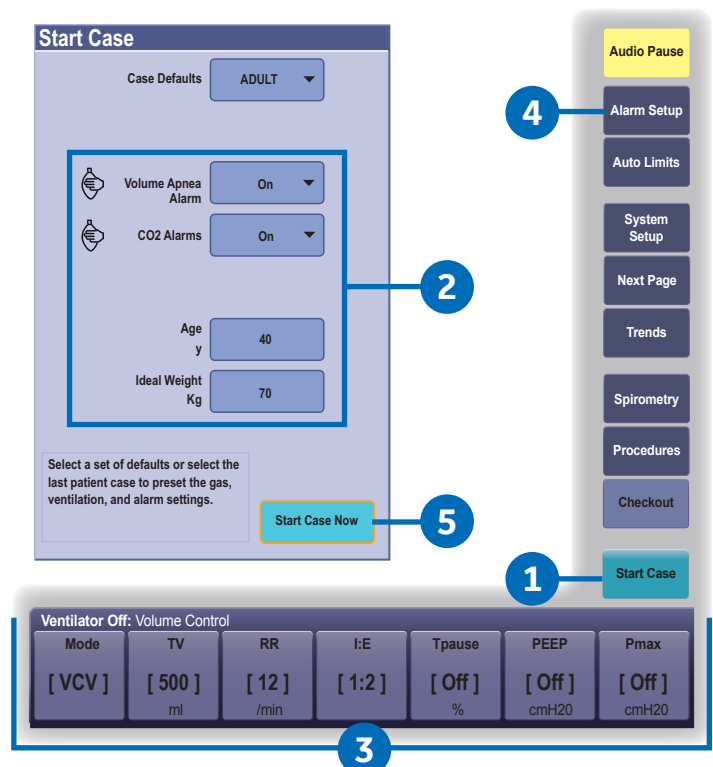 Start Case
Case Defaults
ADULT
Volume Apnea
Alarm
On
CO2 Alarms
On
2
Age
y
40
Ideal Weight
Kg
70
Select a set of defaults or select the
last patient case to preset the gas,
ventilation, and alarm settings.
Start Case Now
5
Audio Pause
4
Alarm Setup
Auto Limits
System
Setup
Next Page
Trends
Spirometry
Procedures
Checkout
1
Start Case
Ventilator Off: Volume Control
Mode TV RR I:E Tpause PEEP Pmax
[ VCV ] [ 500 ] [ 12 ] [ 1:2 ] [ Off ] [ Off ] [ Off ]
ml /min % cmH20 cmH20
3